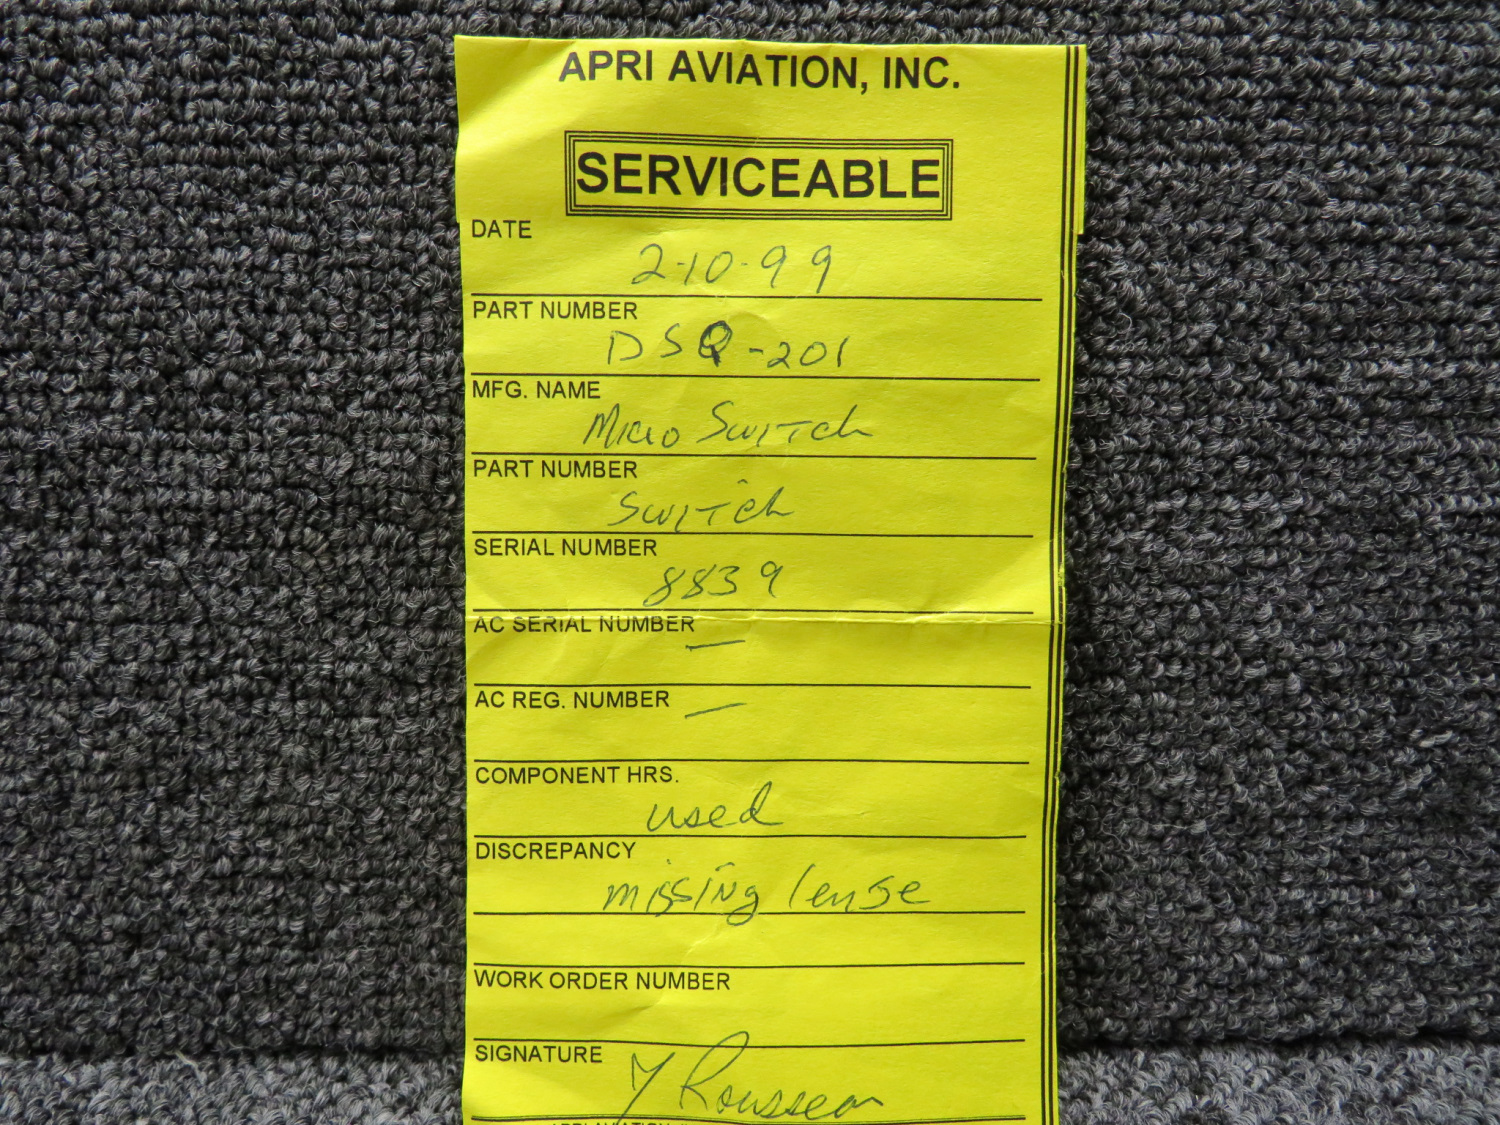 APRI AVIATION, INC.
SERVICEABLE
DATE
2-10-99
PART NUMBER
DSQ-201
MFG. NAME
Micro Switch
PART NUMBER
Switch
SERIAL NUMBER
8839
AC SERIAL NUMBER
—
AC REG. NUMBER
—
COMPONENT HRS.
used
DISCREPANCY
missing lense
WORK ORDER NUMBER
SIGNATURE
Y Rousseau